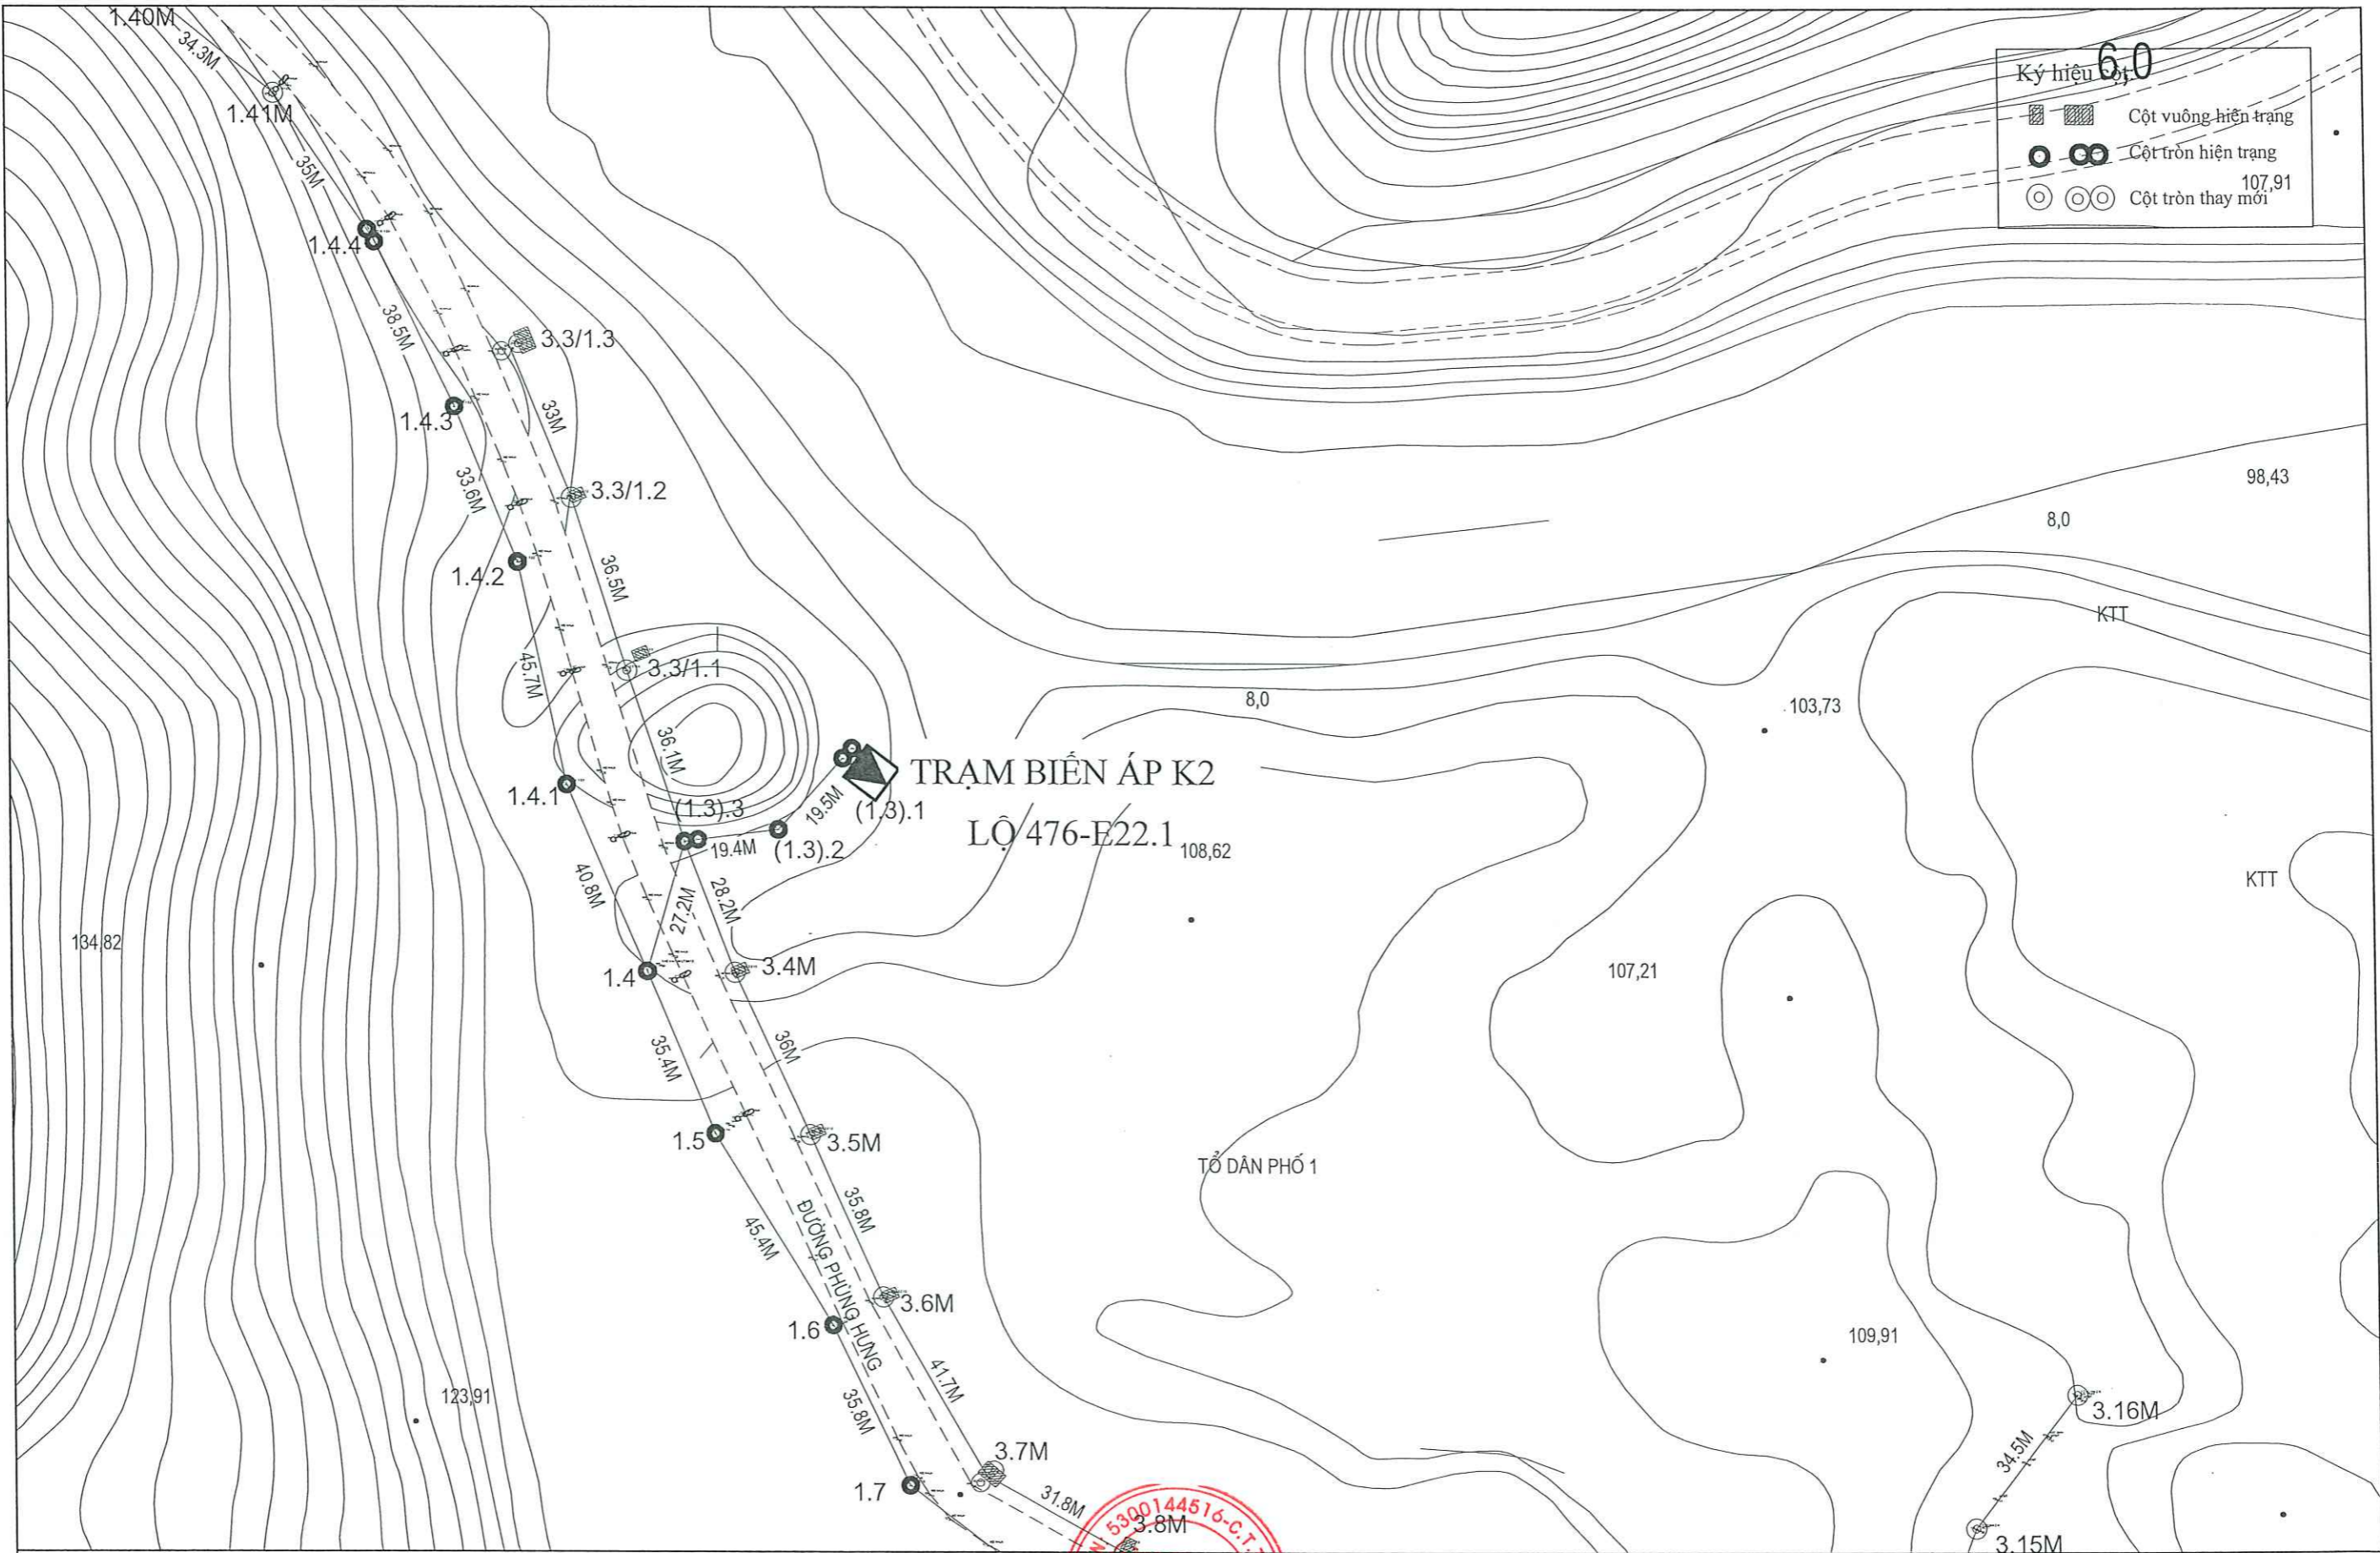 1.40M
34.3M
1.41M
35M
1.4.4
38.5M
3.3/1.3
1.4.3
33M
33.6M
3.3/1.2
1.4.2
36.5M
45.7M
3.3/1.1
36.1M
1.4.1
(1.3).3
19.4M
(1.3).2
19.5M
(1.3).1
TRẠM BIẾN ÁP K2
LỘ 476-E22.1
108,62
40.8M
27.2M
28.2M
1.4
3.4M
35.4M
36M
1.5
3.5M
45.4M
35.8M
ĐƯỜNG PHÙNG HƯNG
3.6M
1.6
35.8M
41.7M
1.7
3.7M
31.8M
3.8M
5300144516-C.T.
134,82
123,91
Ký hiệu cột:
6,0
Cột vuông hiện trạng
Cột tròn hiện trạng
Cột tròn thay mới
107,91
98,43
8,0
KTT
8,0
103,73
KTT
107,21
TỔ DÂN PHỐ 1
109,91
3.16M
34.5M
3.15M